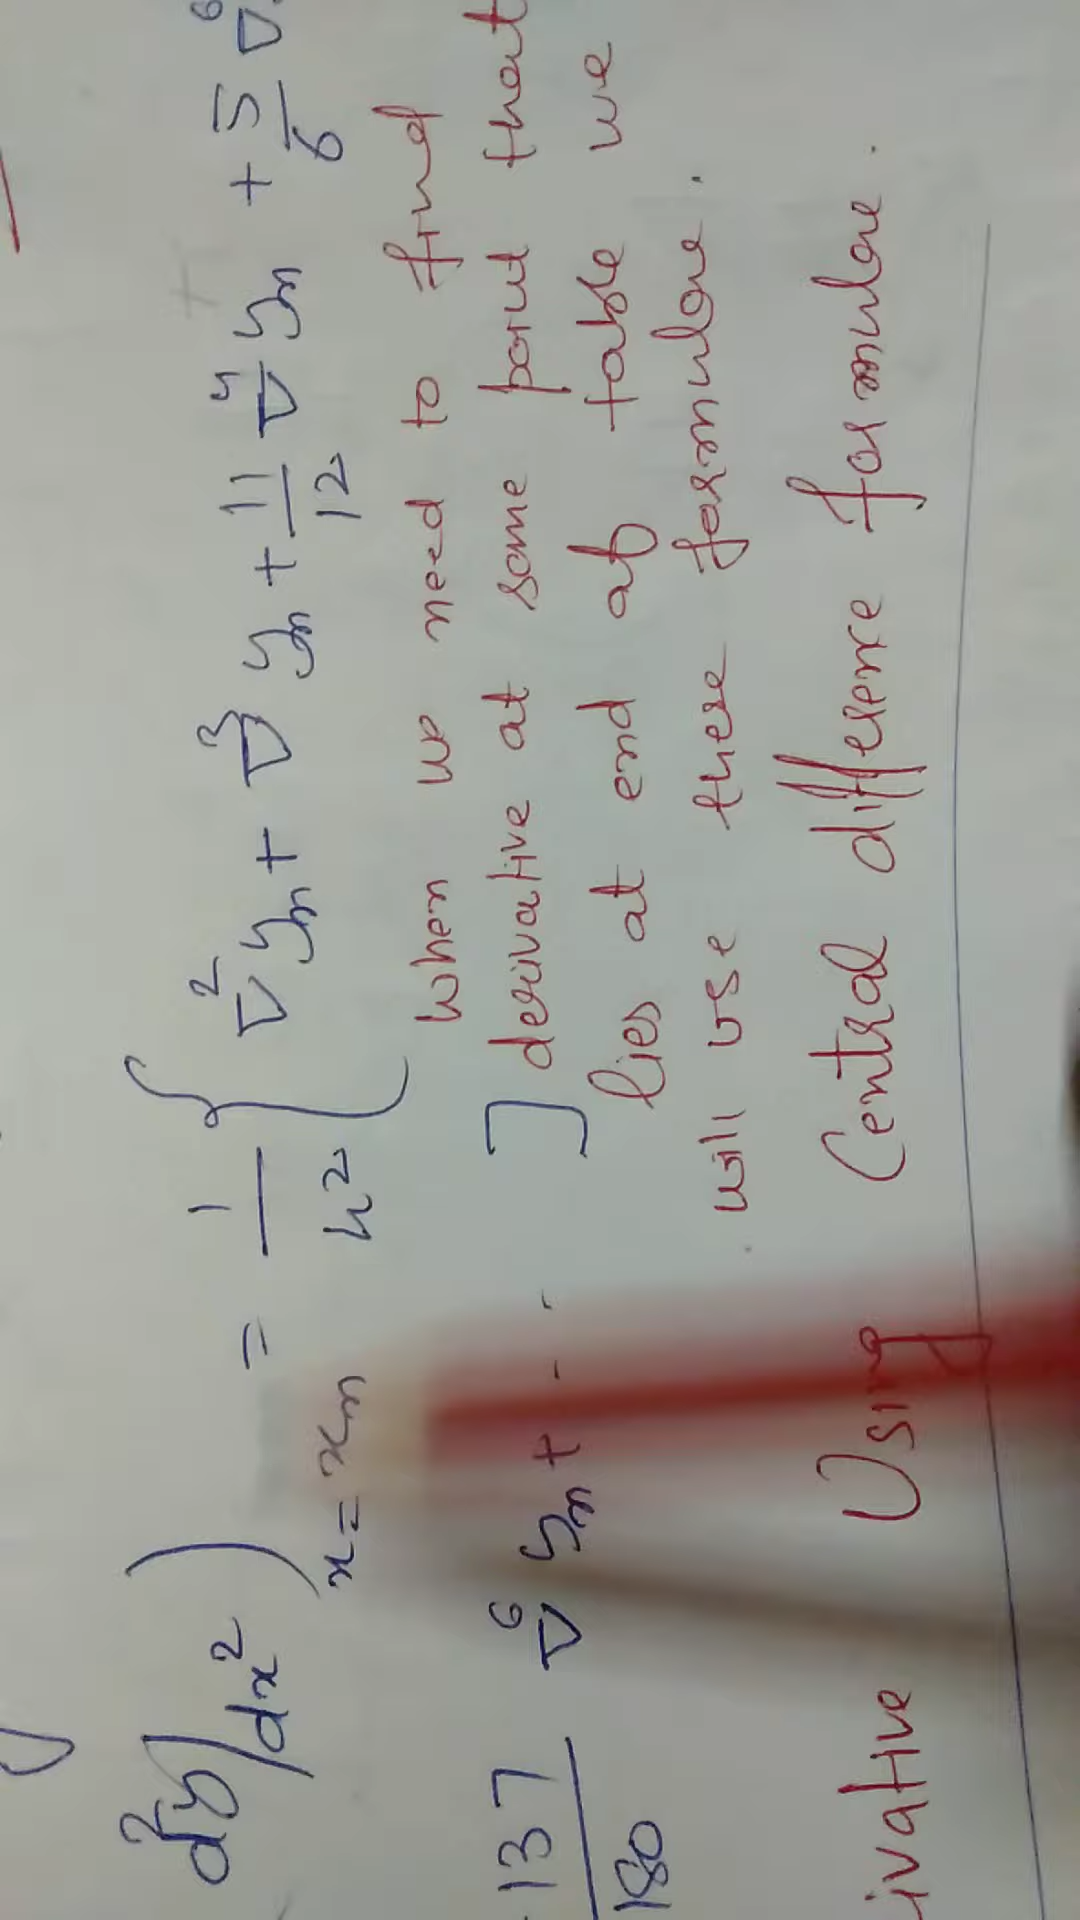 d²y/dx²)ₓ₌ₓₙ = 1/h² { ∇²yₙ + ∇³yₙ + 11/12 ∇⁴yₙ + 5/6 ∇
When we need to find
137/180 ∇⁶yₙ + - - ] derivative at some point that
lies at end of table we
will use these formulae.
ivative Using Central difference formulae.